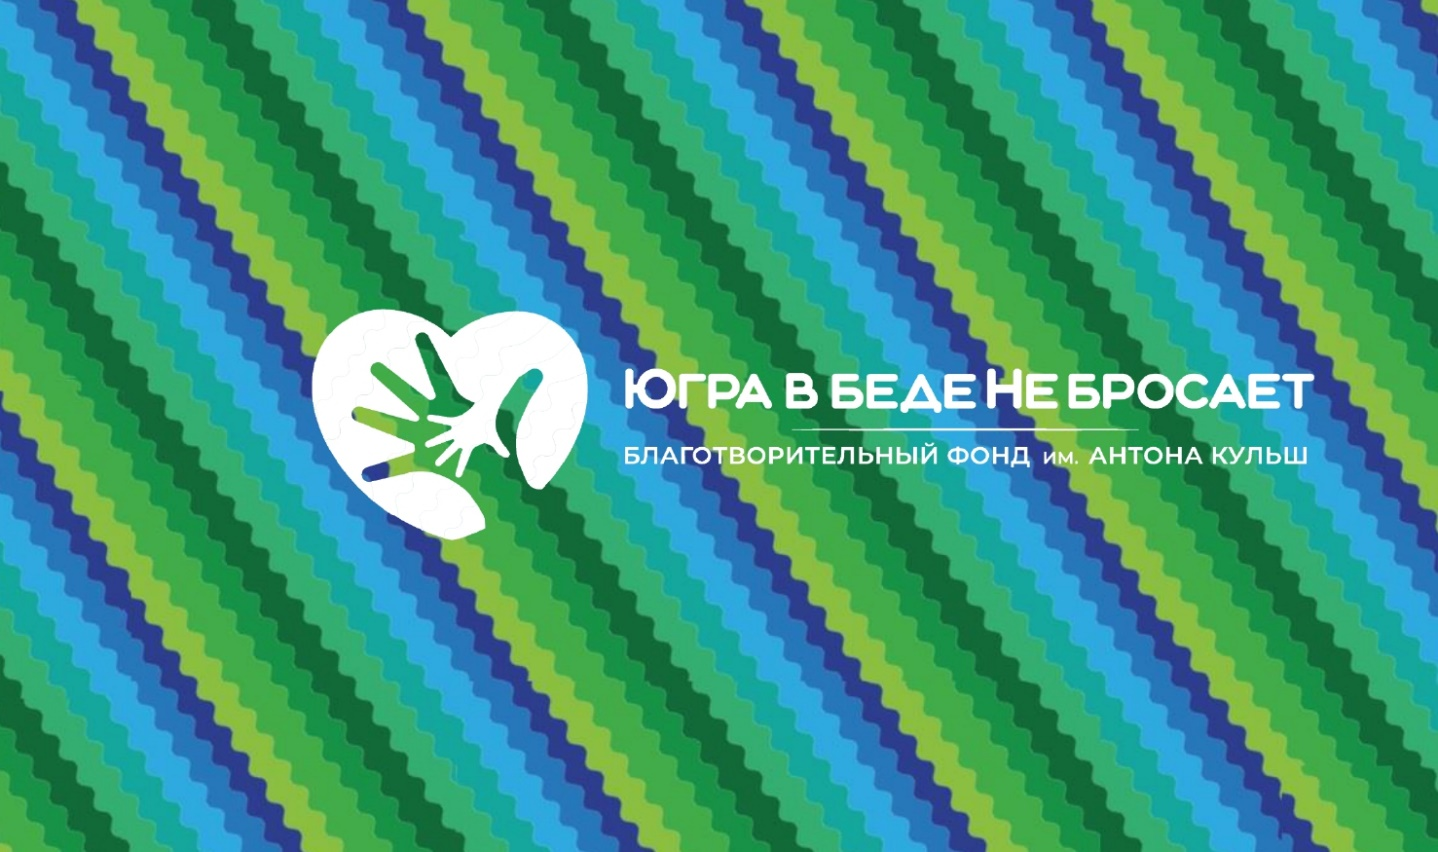 Югра в беде Не бросает
БЛАГОТВОРИТЕЛЬНЫЙ ФОНД им. АНТОНА КУЛЬШ